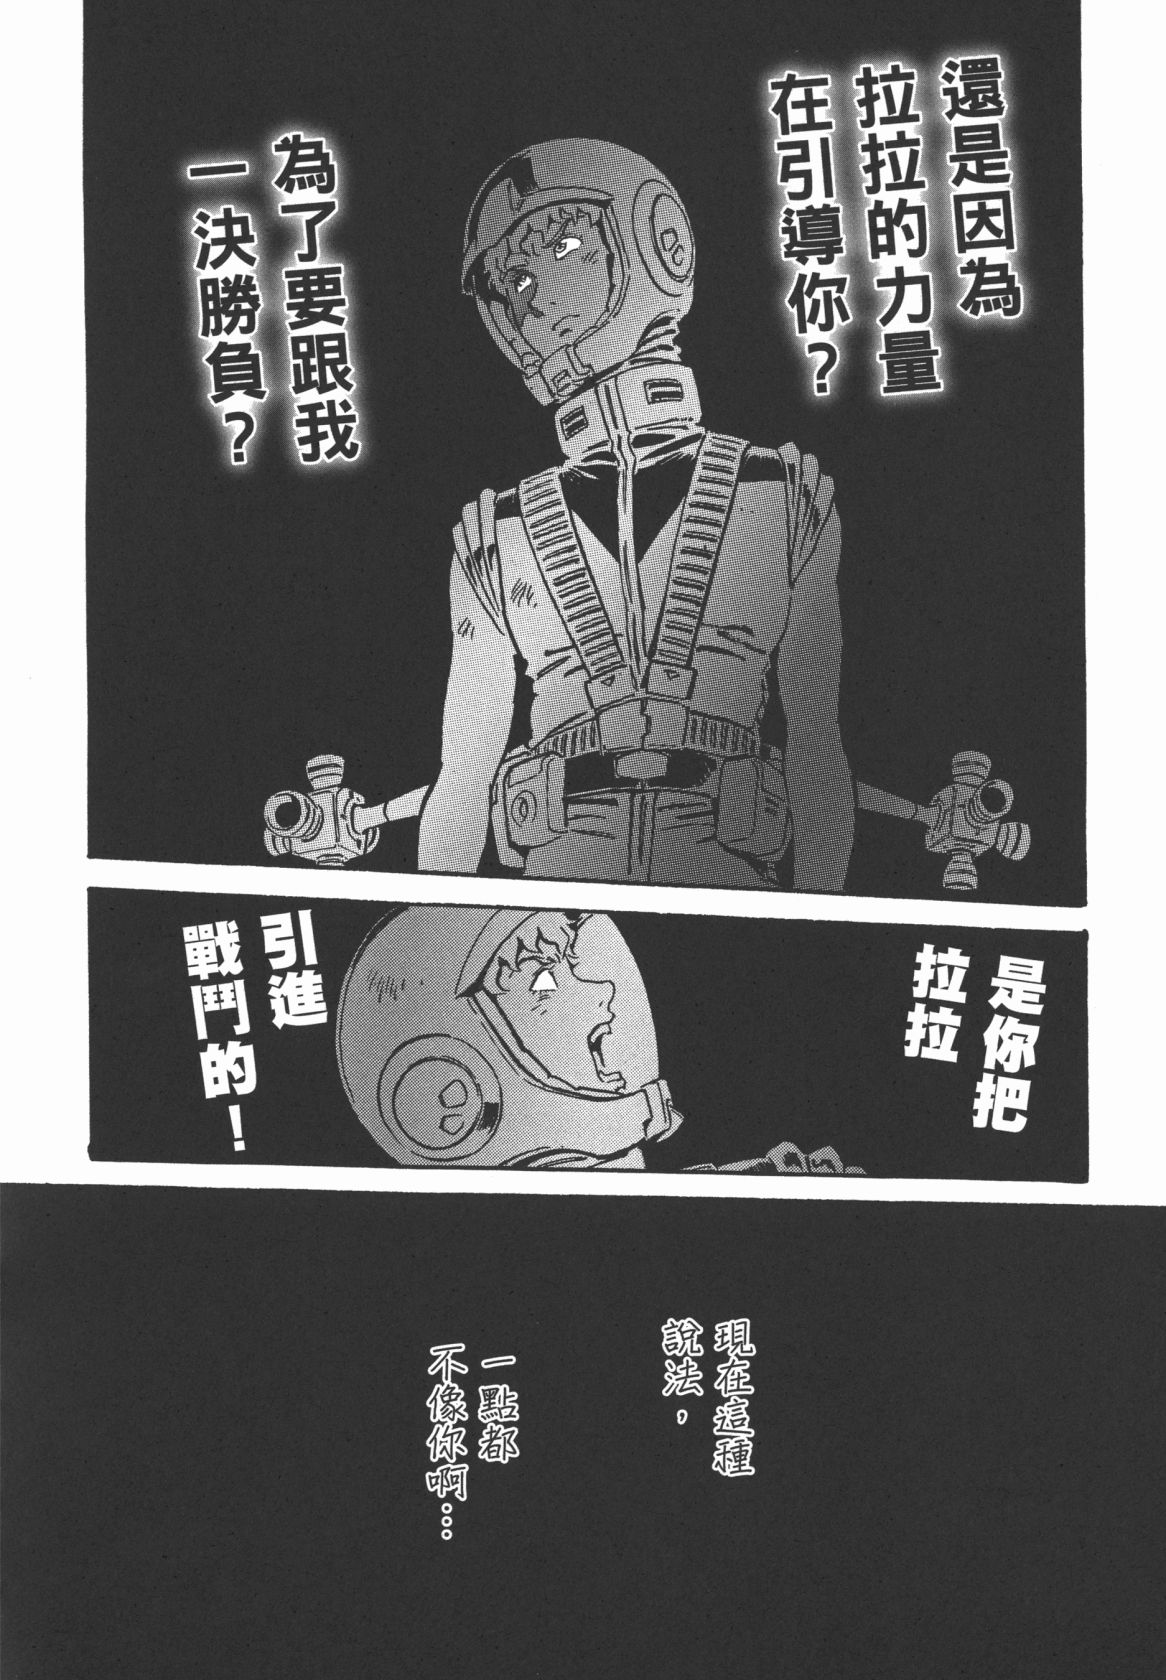 還是因為
拉拉的力量
在引導你？
為了要跟我
一決勝負？
是你把
拉拉
引進
戰鬥的！
現在這種
說法，
一點都
不像你啊…